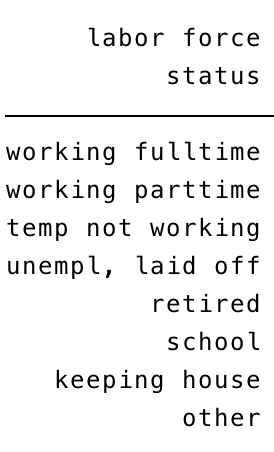 labor force
status
working fulltime
working parttime
temp not working
unempl, laid off
retired
school
keeping house
other